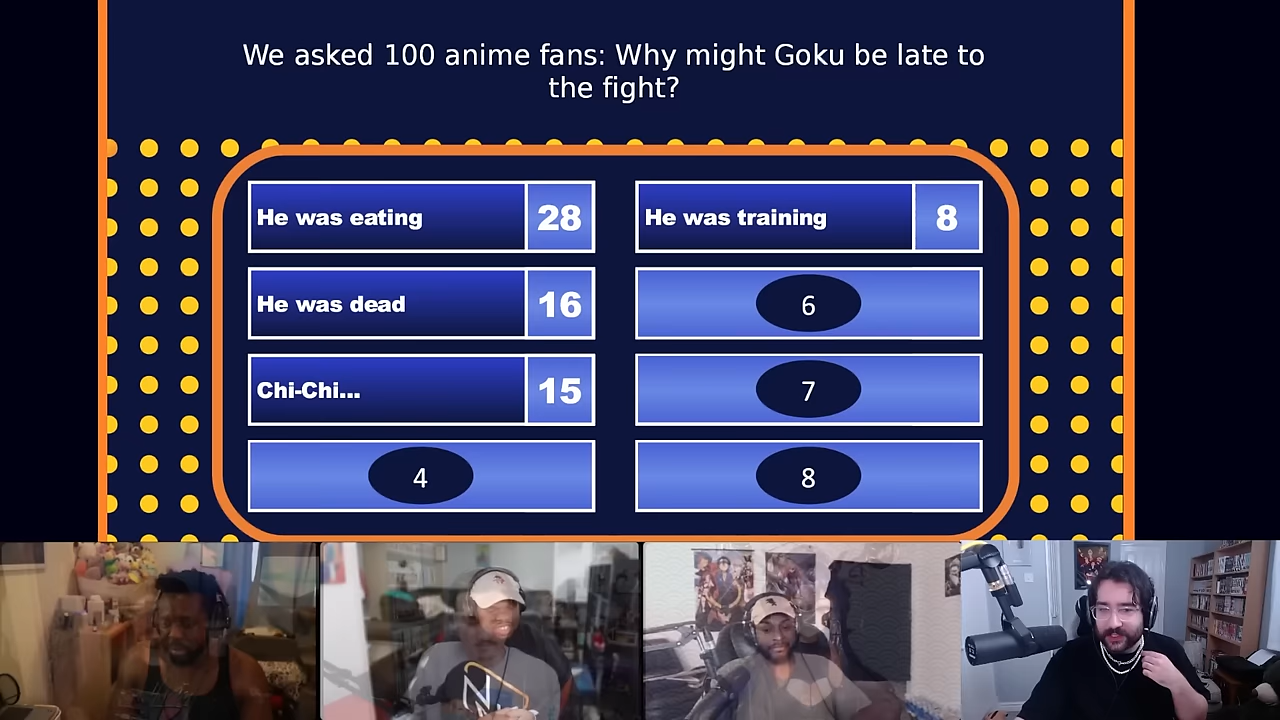 We asked 100 anime fans: Why might Goku be late to
the fight?
He was eating 28
He was dead 16
Chi-Chi... 15
4
He was training 8
6
7
8
N